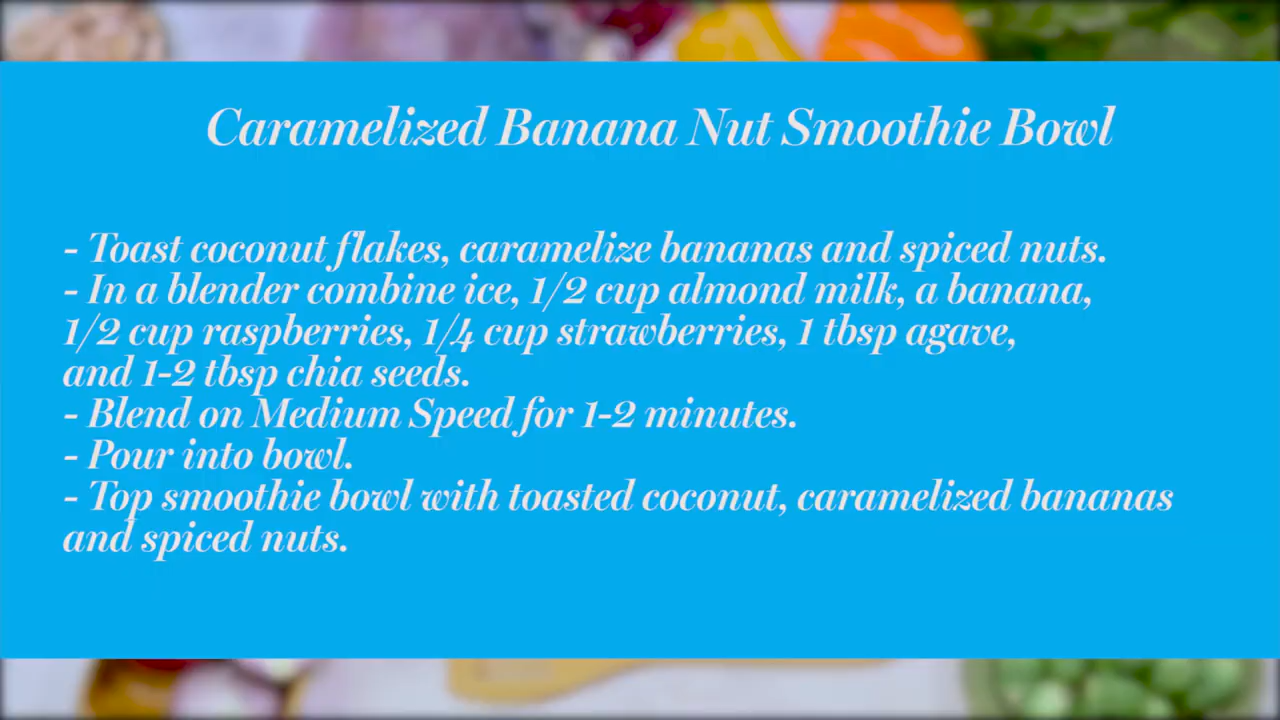 Caramelized Banana Nut Smoothie Bowl
- Toast coconut flakes, caramelize bananas and spiced nuts.
- In a blender combine ice, 1/2 cup almond milk, a banana,
1/2 cup raspberries, 1/4 cup strawberries, 1 tbsp agave,
and 1-2 tbsp chia seeds.
- Blend on Medium Speed for 1-2 minutes.
- Pour into bowl.
- Top smoothie bowl with toasted coconut, caramelized bananas
and spiced nuts.